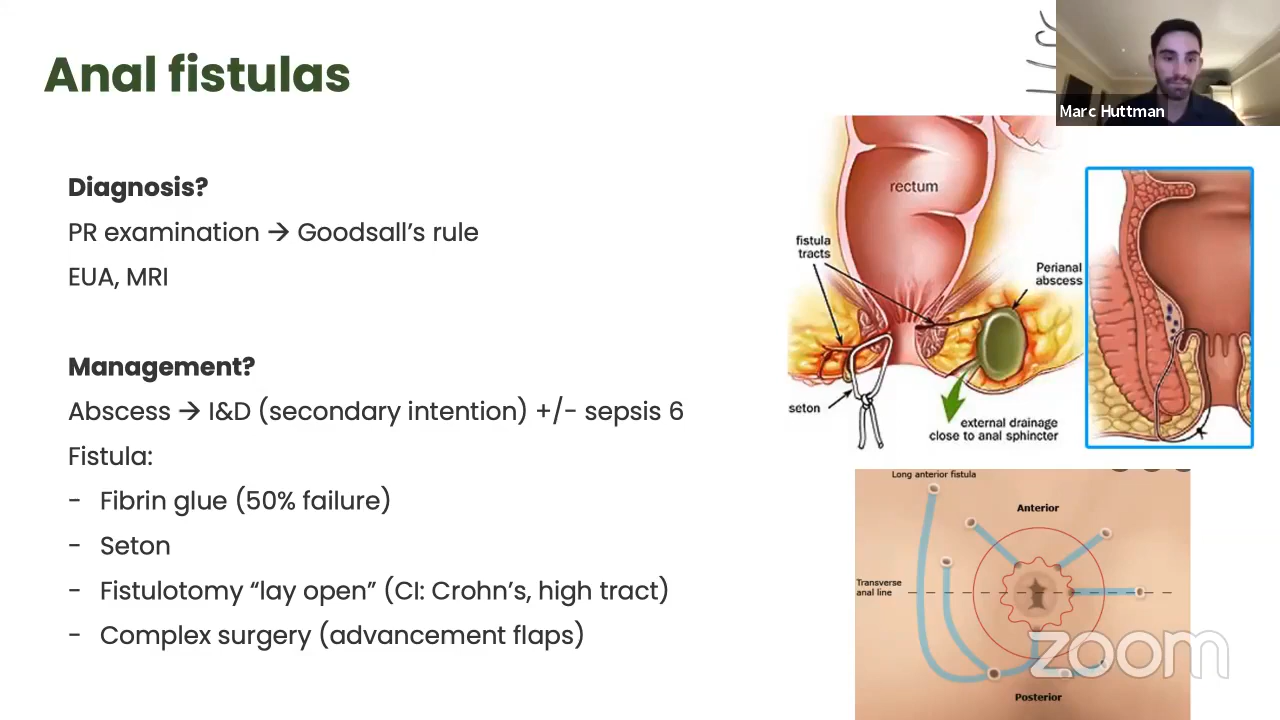 Anal fistulas
Marc Huttman
Diagnosis?
PR examination → Goodsall’s rule
EUA, MRI
Management?
Abscess → I&D (secondary intention) +/- sepsis 6
Fistula:
- Fibrin glue (50% failure)
- Seton
- Fistulotomy “lay open” (CI: Crohn’s, high tract)
- Complex surgery (advancement flaps)
rectum
fistula
tracts
Perianal
abscess
seton
external drainage
close to anal sphincter
Long anterior fistula
Anterior
Transverse
anal line
Posterior
zoom